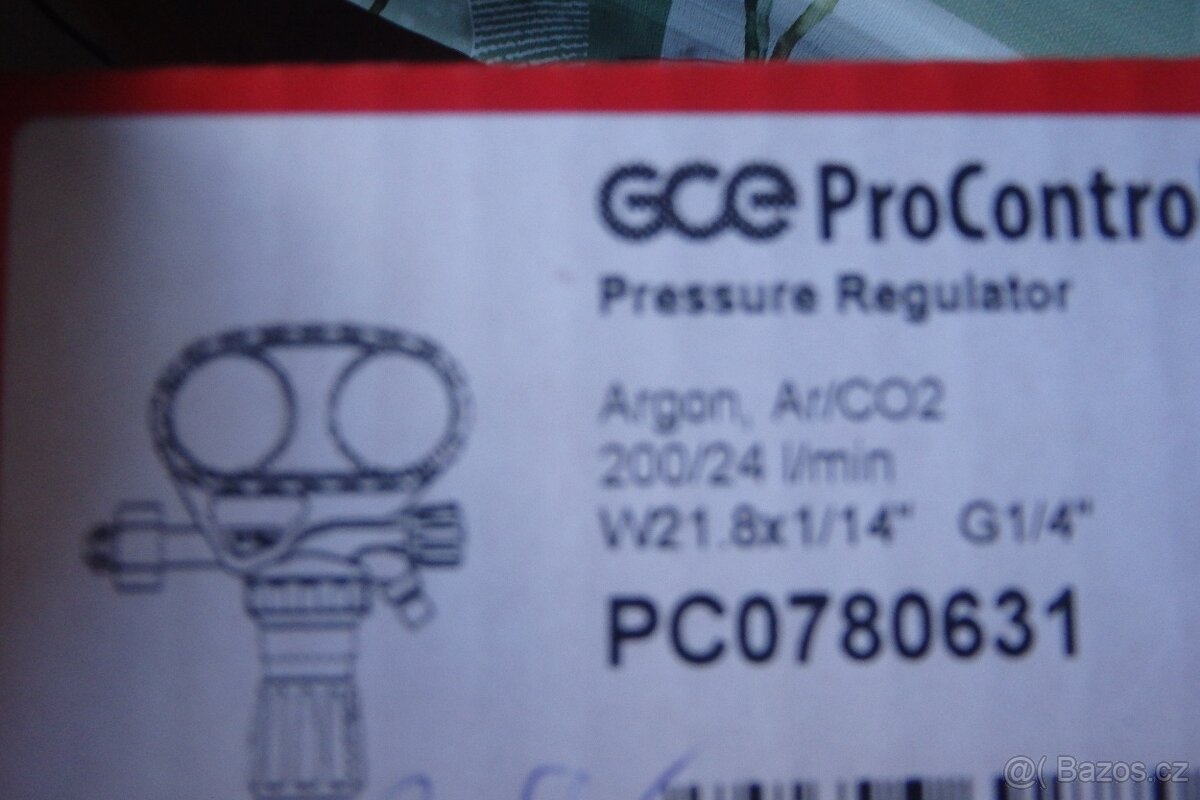 GCE ProControl
Pressure Regulator
Argon, Ar/CO2
200/24 l/min
W21.8x1/14" G1/4"
PC0780631
@( Bazos.cz